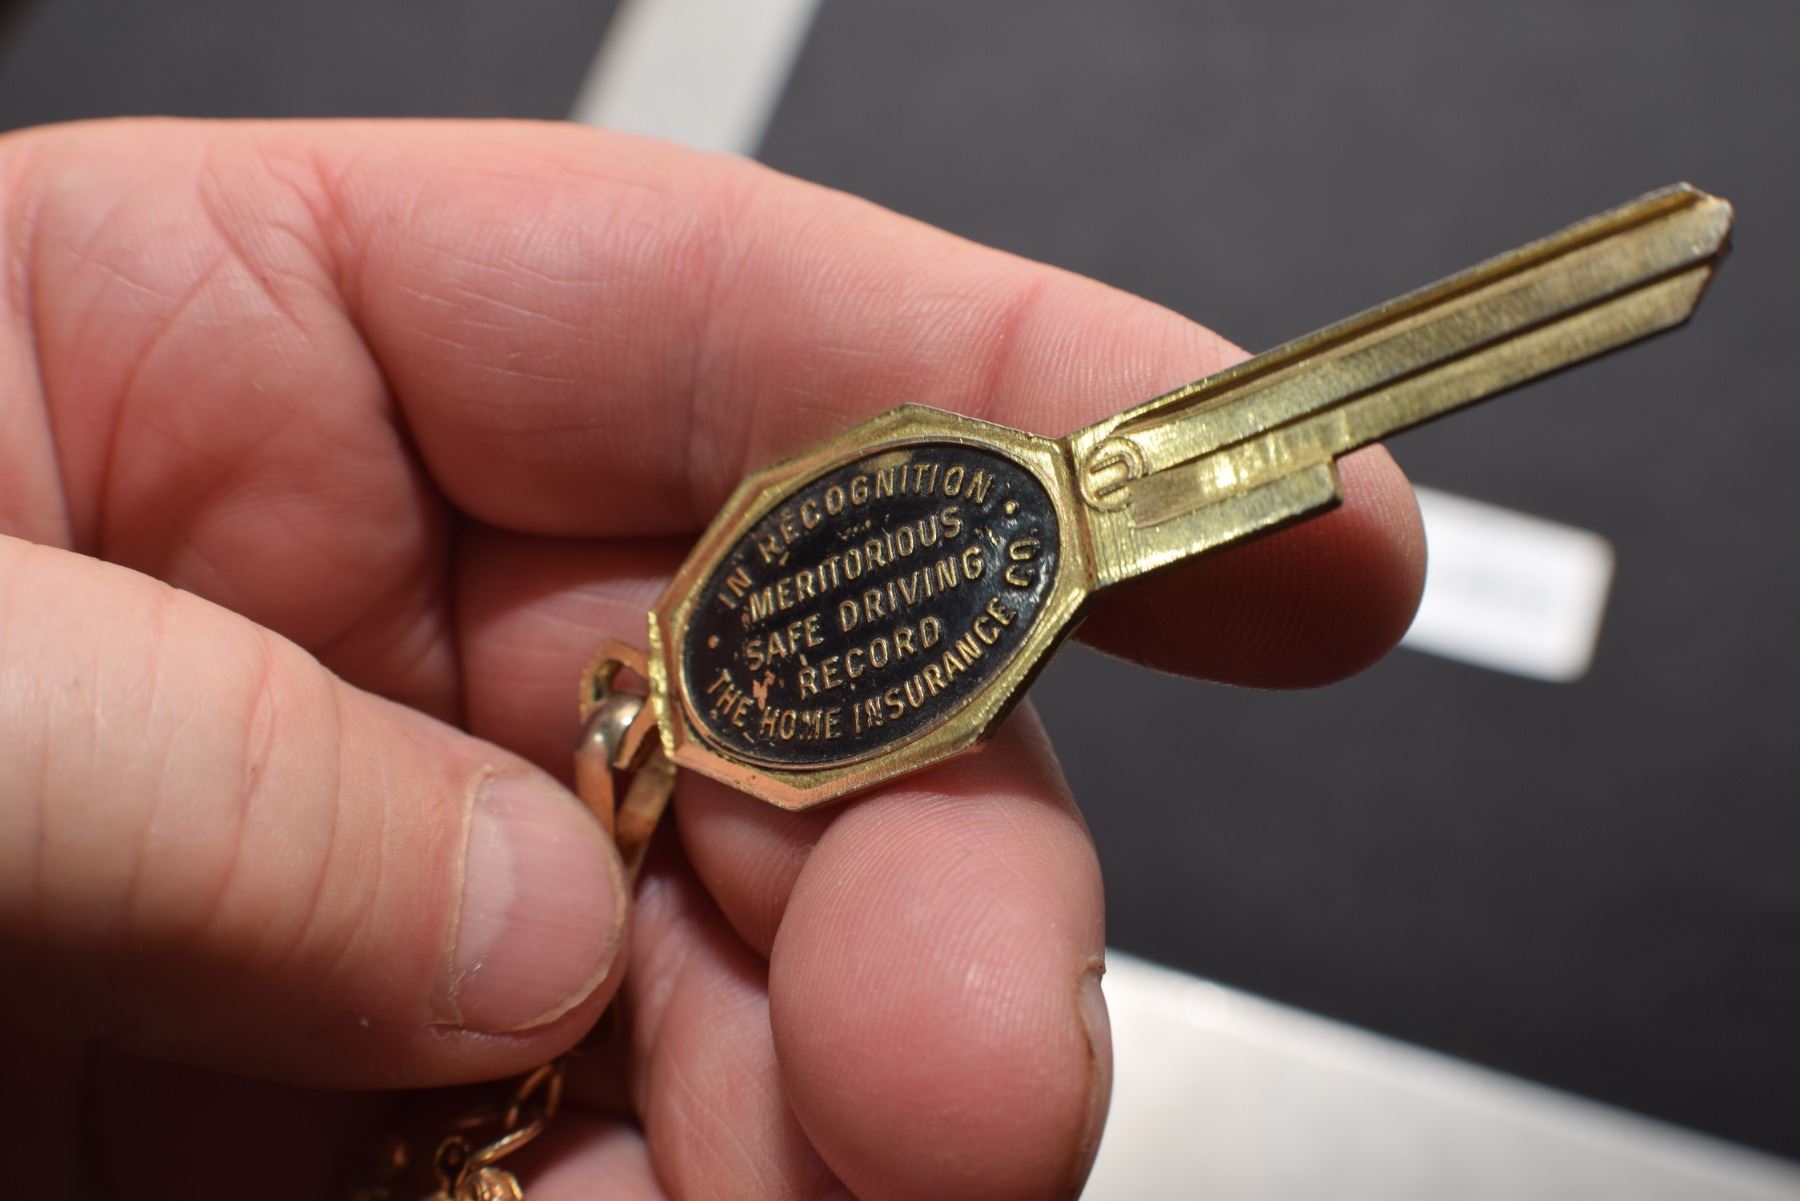 IN RECOGNITION
MERITORIOUS
SAFE DRIVING
RECORD
THE HOME INSURANCE CO.